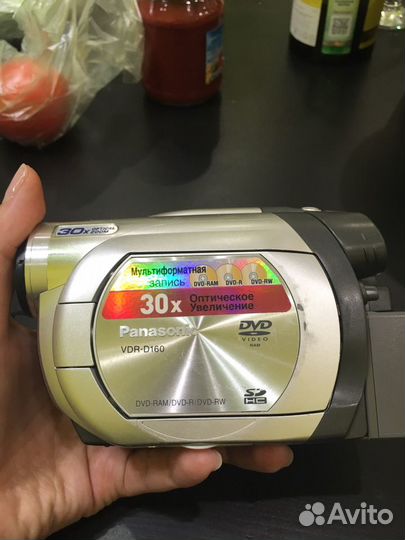 30x OPTICAL ZOOM
Мультиформатная
запись
DVD-RAM DVD-R DVD-RW
30x Оптическое
Увеличение
Panasonic
VDR-D160
DVD
VIDEO
RAM
DVD-RAM/DVD-R/DVD-RW
SD
HC
Avito